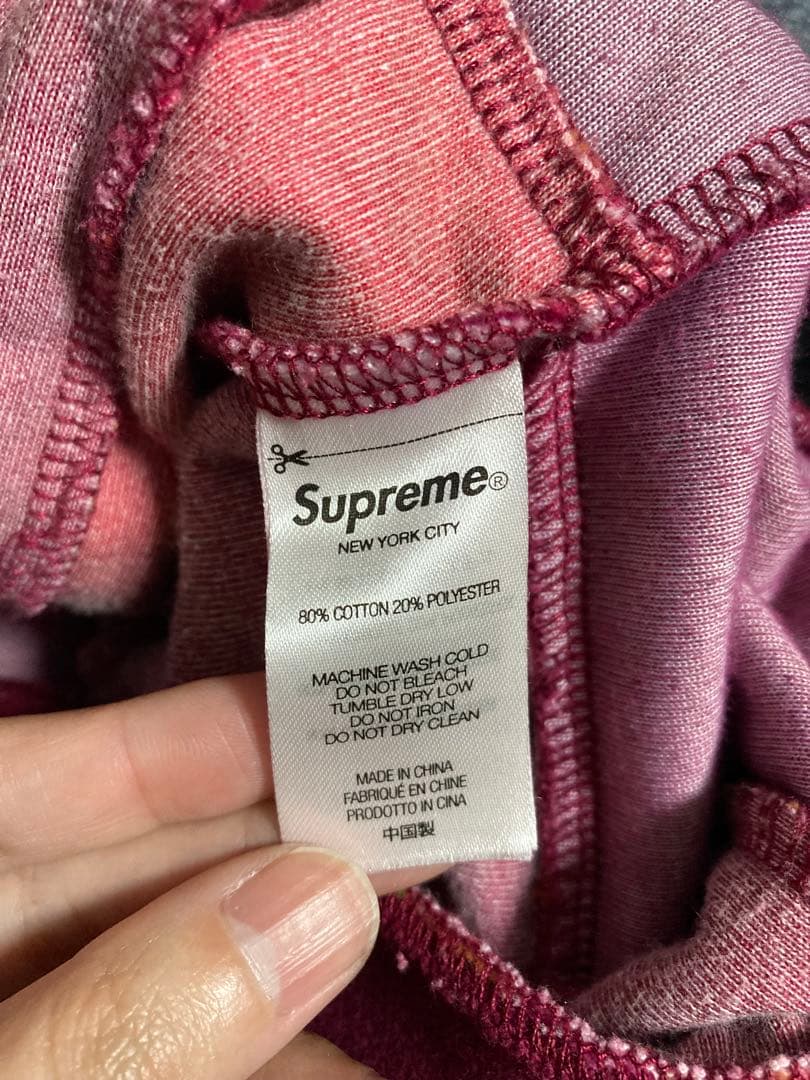 Supreme®
NEW YORK CITY
80% COTTON 20% POLYESTER
MACHINE WASH COLD
DO NOT BLEACH
TUMBLE DRY LOW
DO NOT IRON
DO NOT DRY CLEAN
MADE IN CHINA
FABRIQUÉ EN CHINE
PRODOTTO IN CINA
中国製